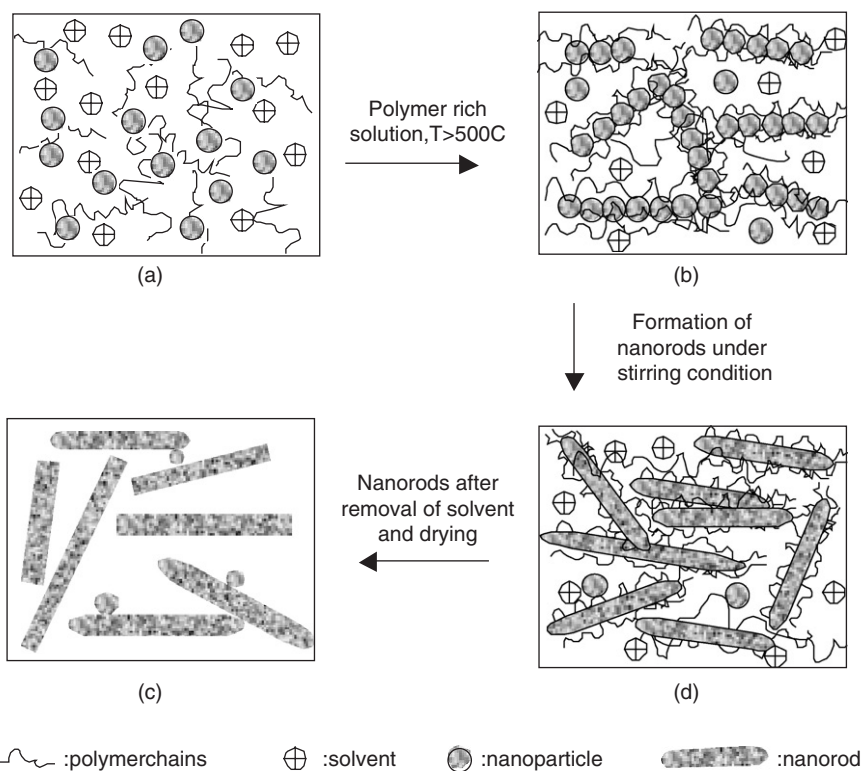 Polymer rich
solution,T>500C
(a)
(b)
Formation of
nanorods under
stirring condition
Nanorods after
removal of solvent
and drying
(c)
(d)
:polymerchains
:solvent
:nanoparticle
:nanorod